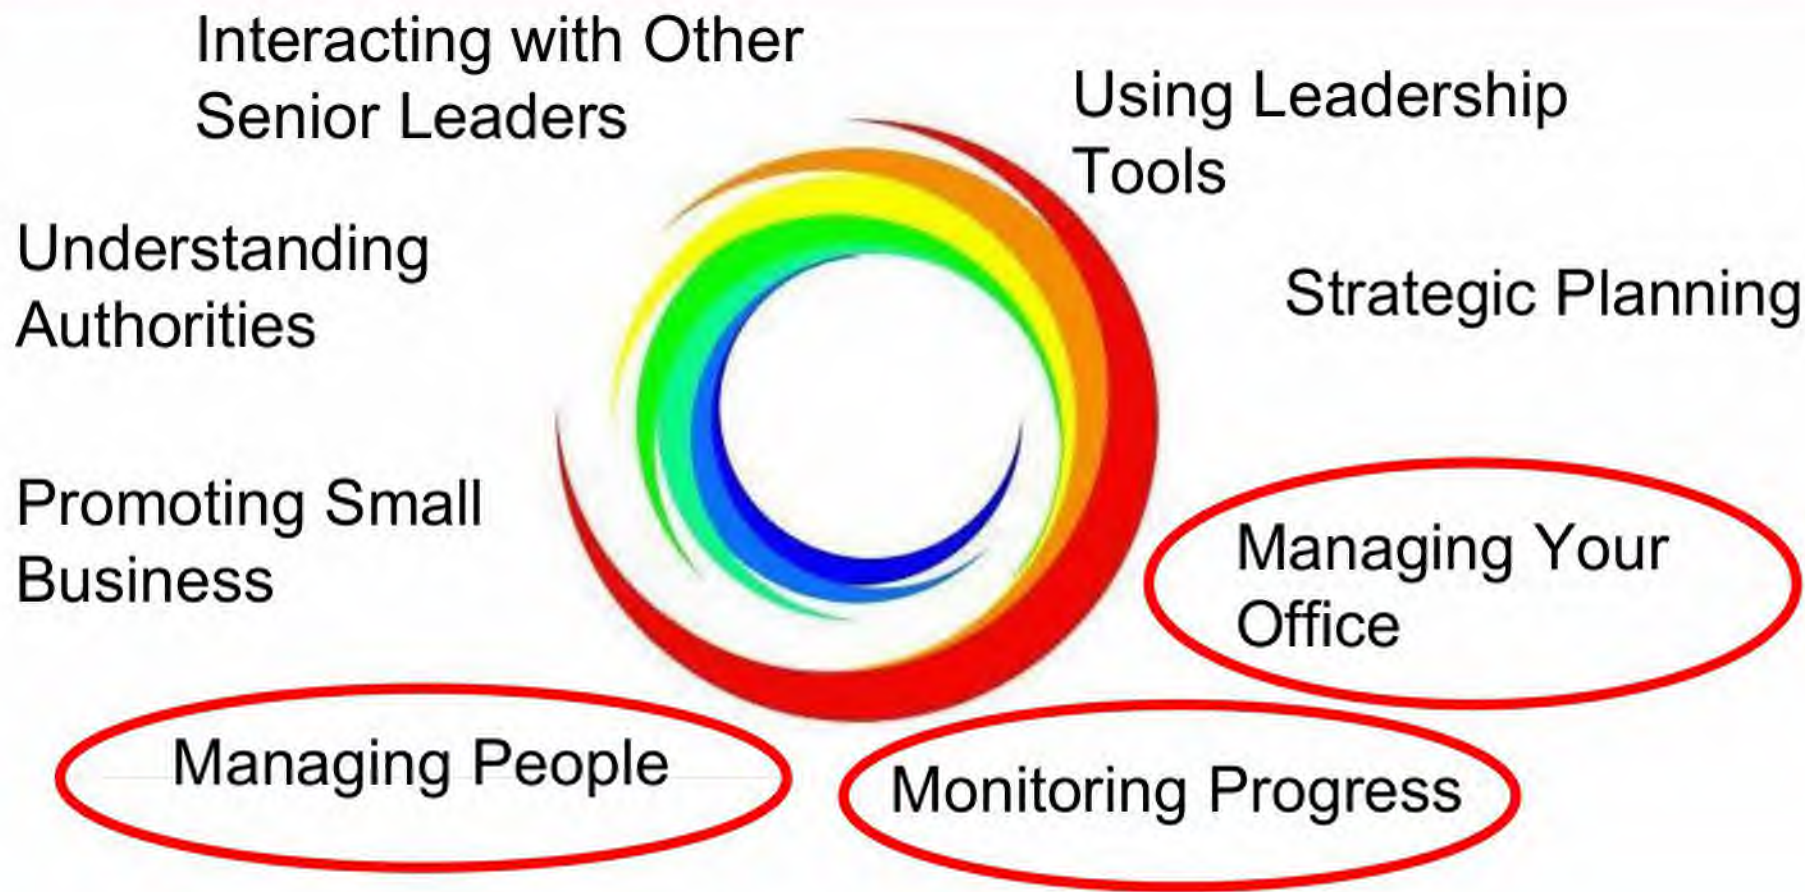 Interacting with Other
Senior Leaders
Using Leadership
Tools
Understanding
Authorities
Strategic Planning
Promoting Small
Business
Managing Your
Office
Managing People
Monitoring Progress